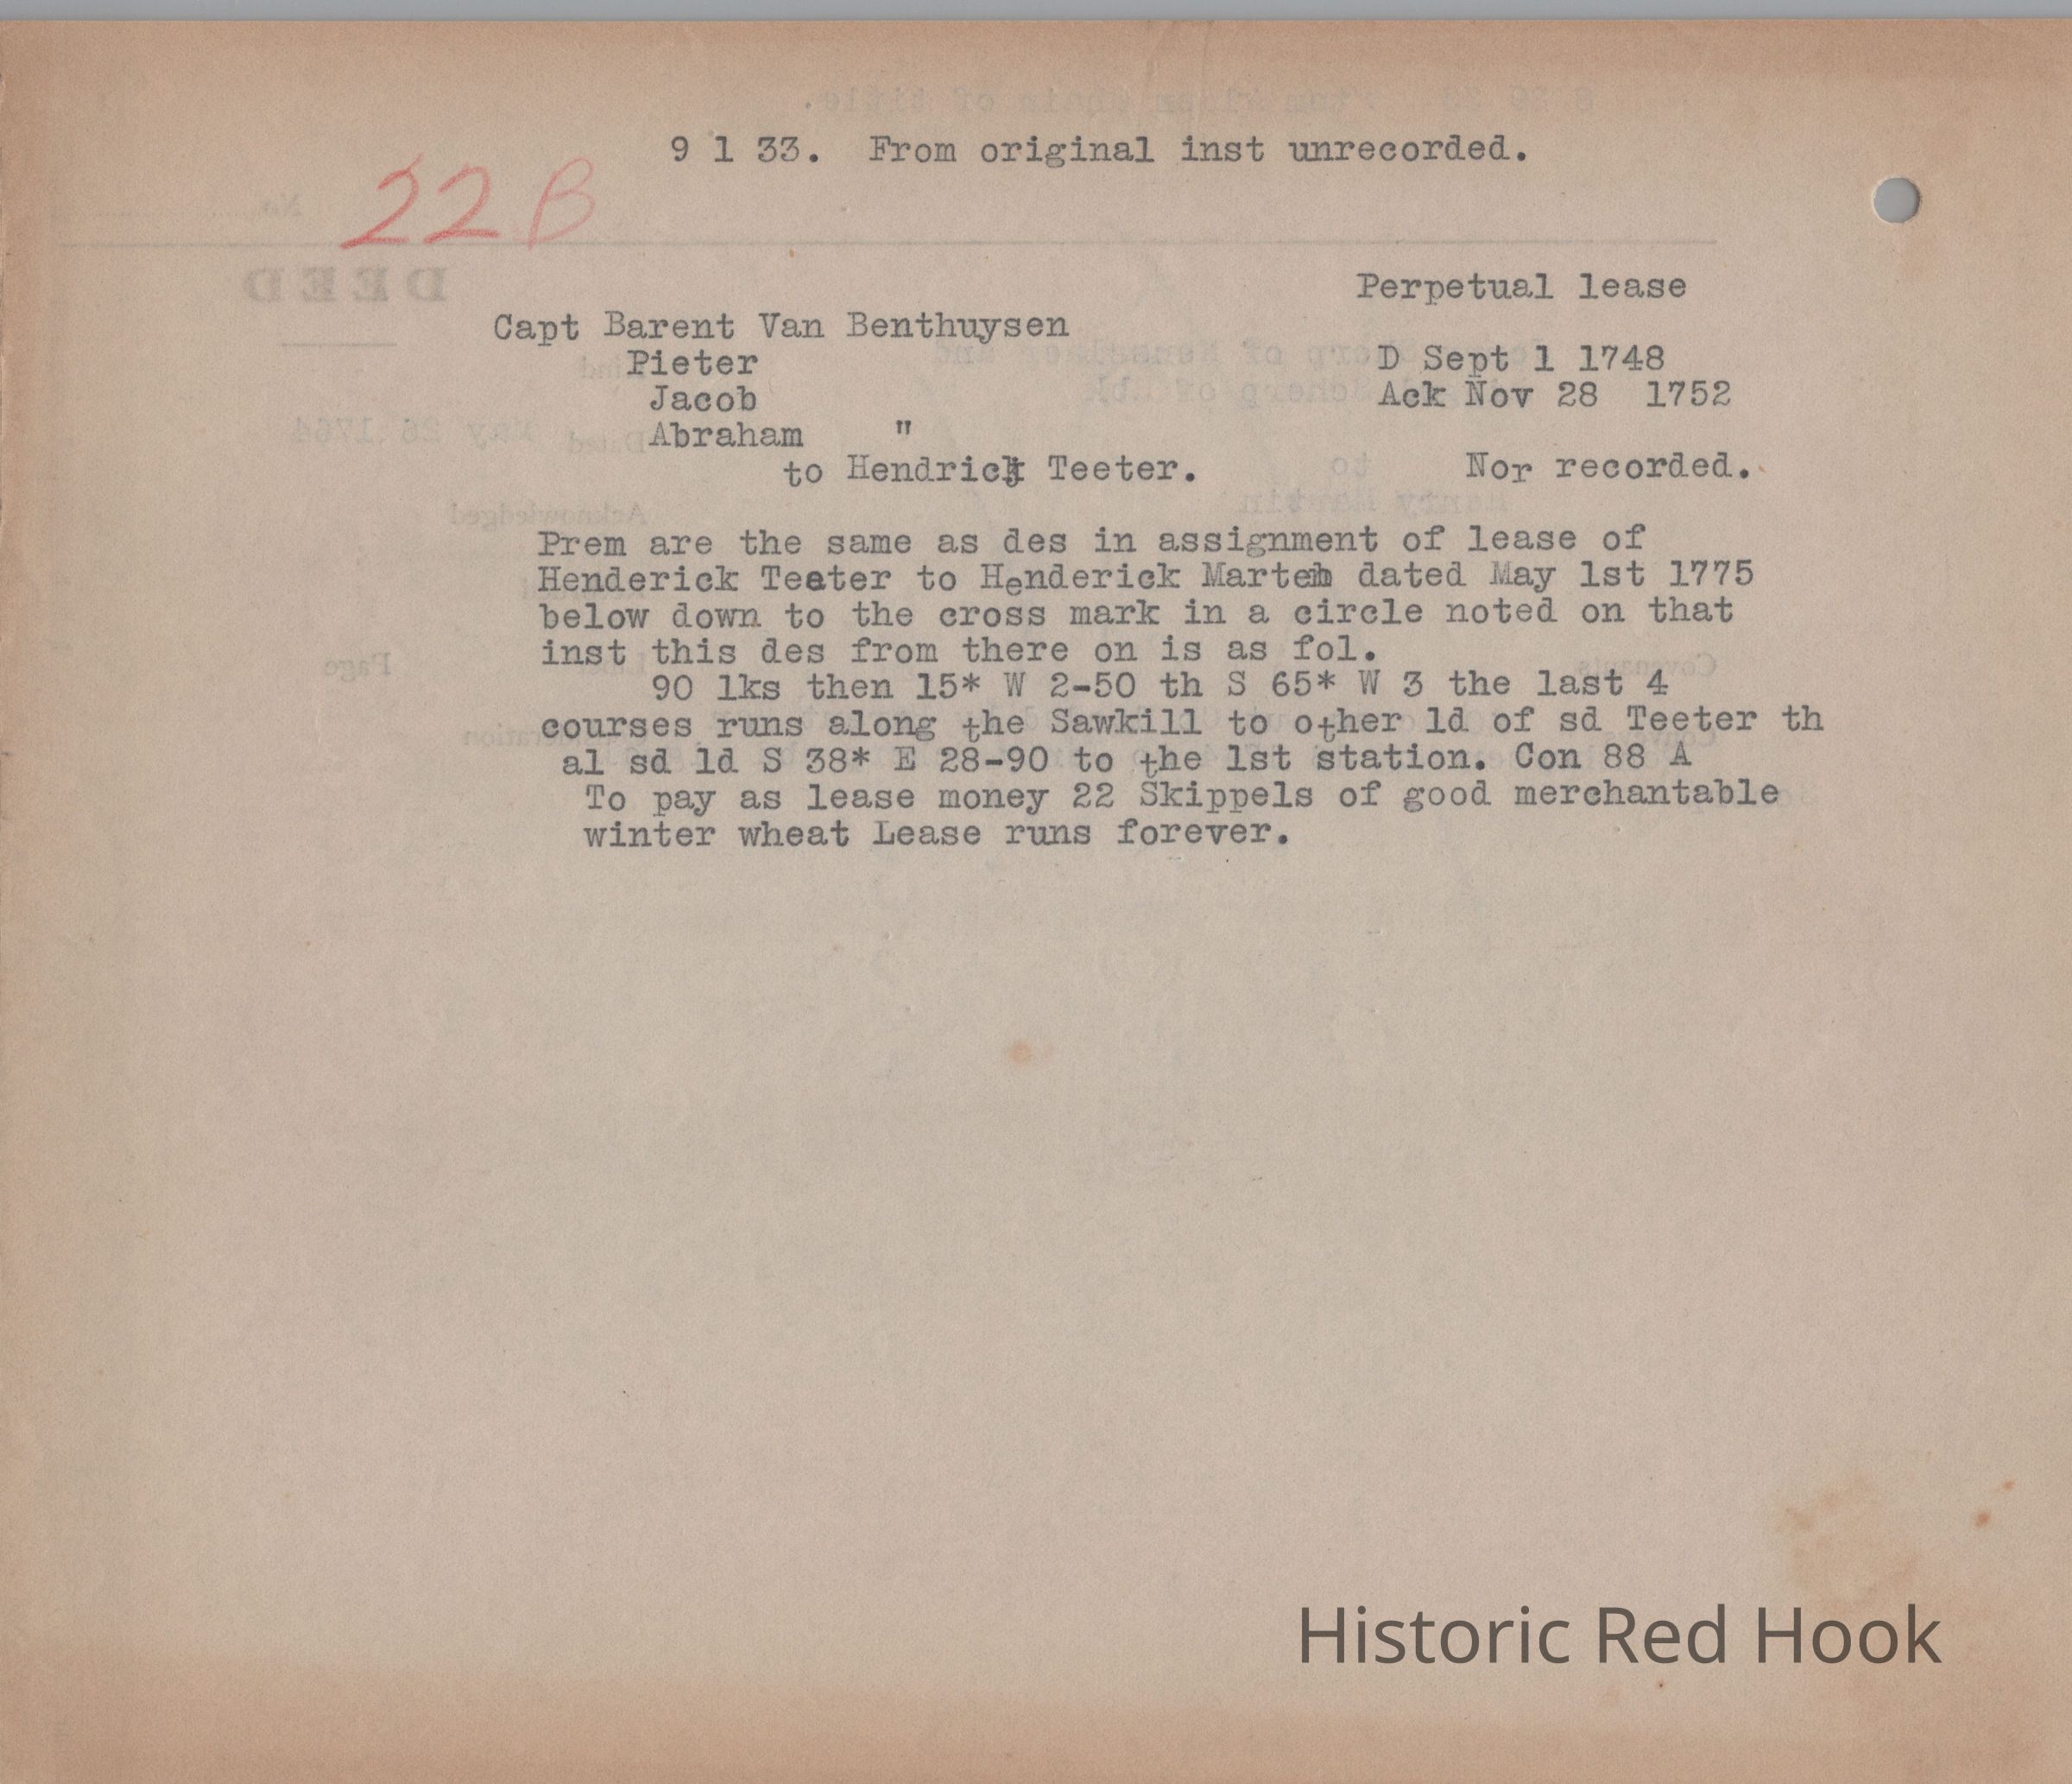 9 1 33.  From original inst unrecorded.
22 B
Perpetual lease
Capt Barent Van Benthuysen
Pieter
D Sept 1 1748
Jacob
Ack Nov 28  1752
Abraham    "
to Hendrick Teeter.
Nor recorded.
Prem are the same as des in assignment of lease of
Henderick Teater to Henderick Marten dated May 1st 1775
below down to the cross mark in a circle noted on that
inst this des from there on is as fol.
90 lks then 15* W 2-50 th S 65* W 3 the last 4
courses runs along the Sawkill to other ld of sd Teeter th
al sd ld S 38* E 28-90 to the 1st station. Con 88 A
To pay as lease money 22 Skippels of good merchantable
winter wheat Lease runs forever.
Historic Red Hook